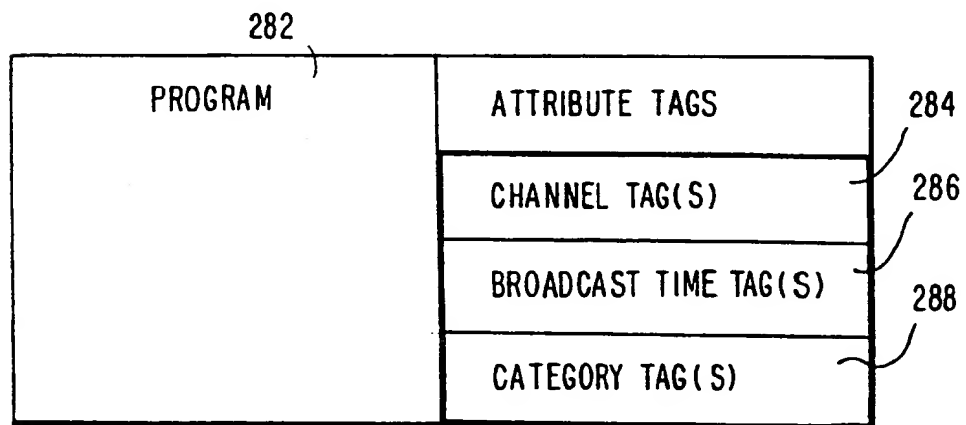 282
PROGRAM
ATTRIBUTE TAGS
284
CHANNEL TAG(S)
286
BROADCAST TIME TAG(S)
288
CATEGORY TAG(S)